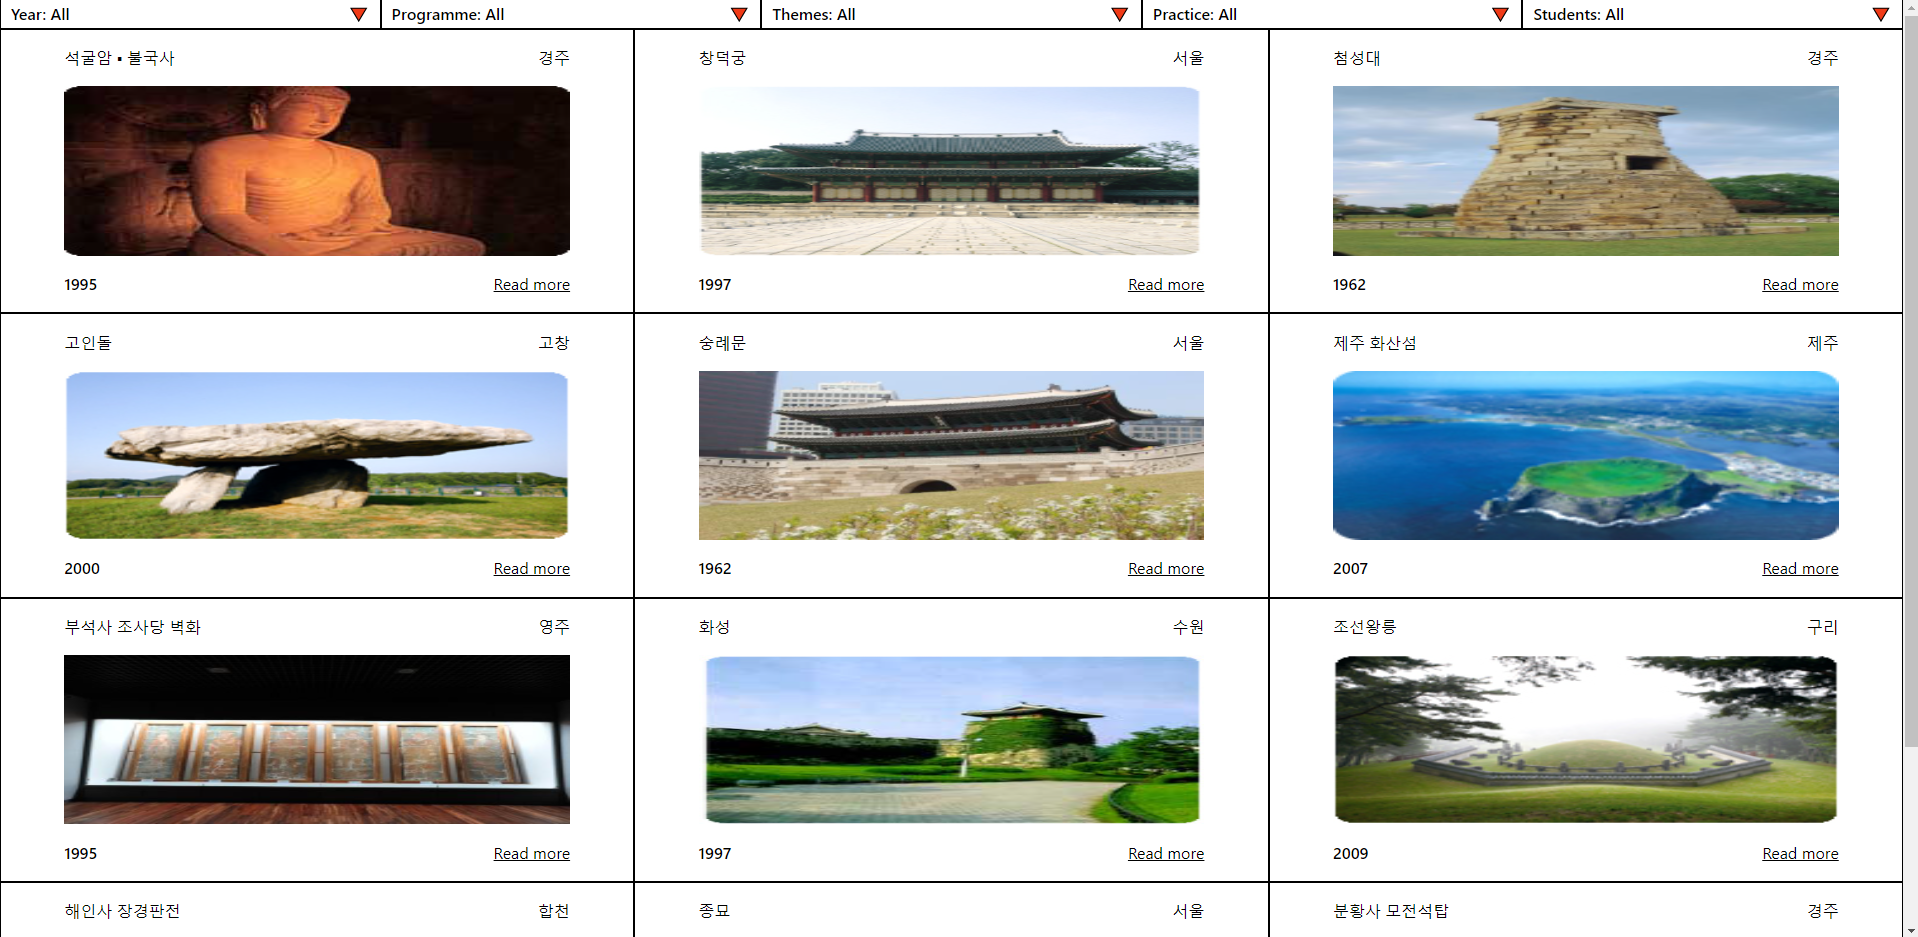 Year: All Programme: All Themes: All Practice: All Students: All
석굴암 ▪ 불국사 경주 창덕궁 서울 첨성대 경주
1995 Read more 1997 Read more 1962 Read more
고인돌 고창 숭례문 서울 제주 화산섬 제주
2000 Read more 1962 Read more 2007 Read more
부석사 조사당 벽화 영주 화성 수원 조선왕릉 구리
1995 Read more 1997 Read more 2009 Read more
해인사 장경판전 합천 종묘 서울 분황사 모전석탑 경주